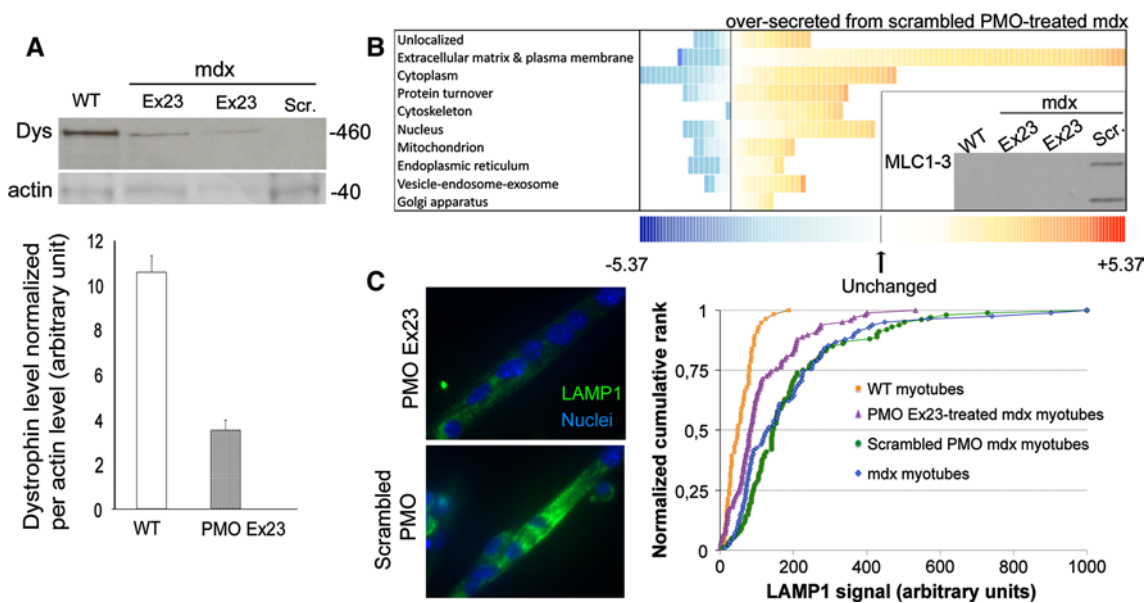 A
mdx
WT
Ex23
Ex23
Scr.
Dys
-460
actin
-40
Dystrophin level normalized
per actin level (arbitrary unit)
12
10
8
6
4
2
0
WT
PMO Ex23
B
over-secreted from scrambled PMO-treated mdx
Unlocalized
Extracellular matrix & plasma membrane
Cytoplasm
Protein turnover
Cytoskeleton
Nucleus
Mitochondrion
Endoplasmic reticulum
Vesicle-endosome-exosome
Golgi apparatus
mdx
WT
Ex23
Ex23
Scr.
MLC1-3
-5.37
+5.37
Unchanged
C
PMO Ex23
LAMP1
Nuclei
Scrambled
PMO
Normalized cumulative rank
1
0,75
0,5
0,25
0
WT myotubes
PMO Ex23-treated mdx myotubes
Scrambled PMO mdx myotubes
mdx myotubes
0
200
400
600
800
1000
LAMP1 signal (arbitrary units)